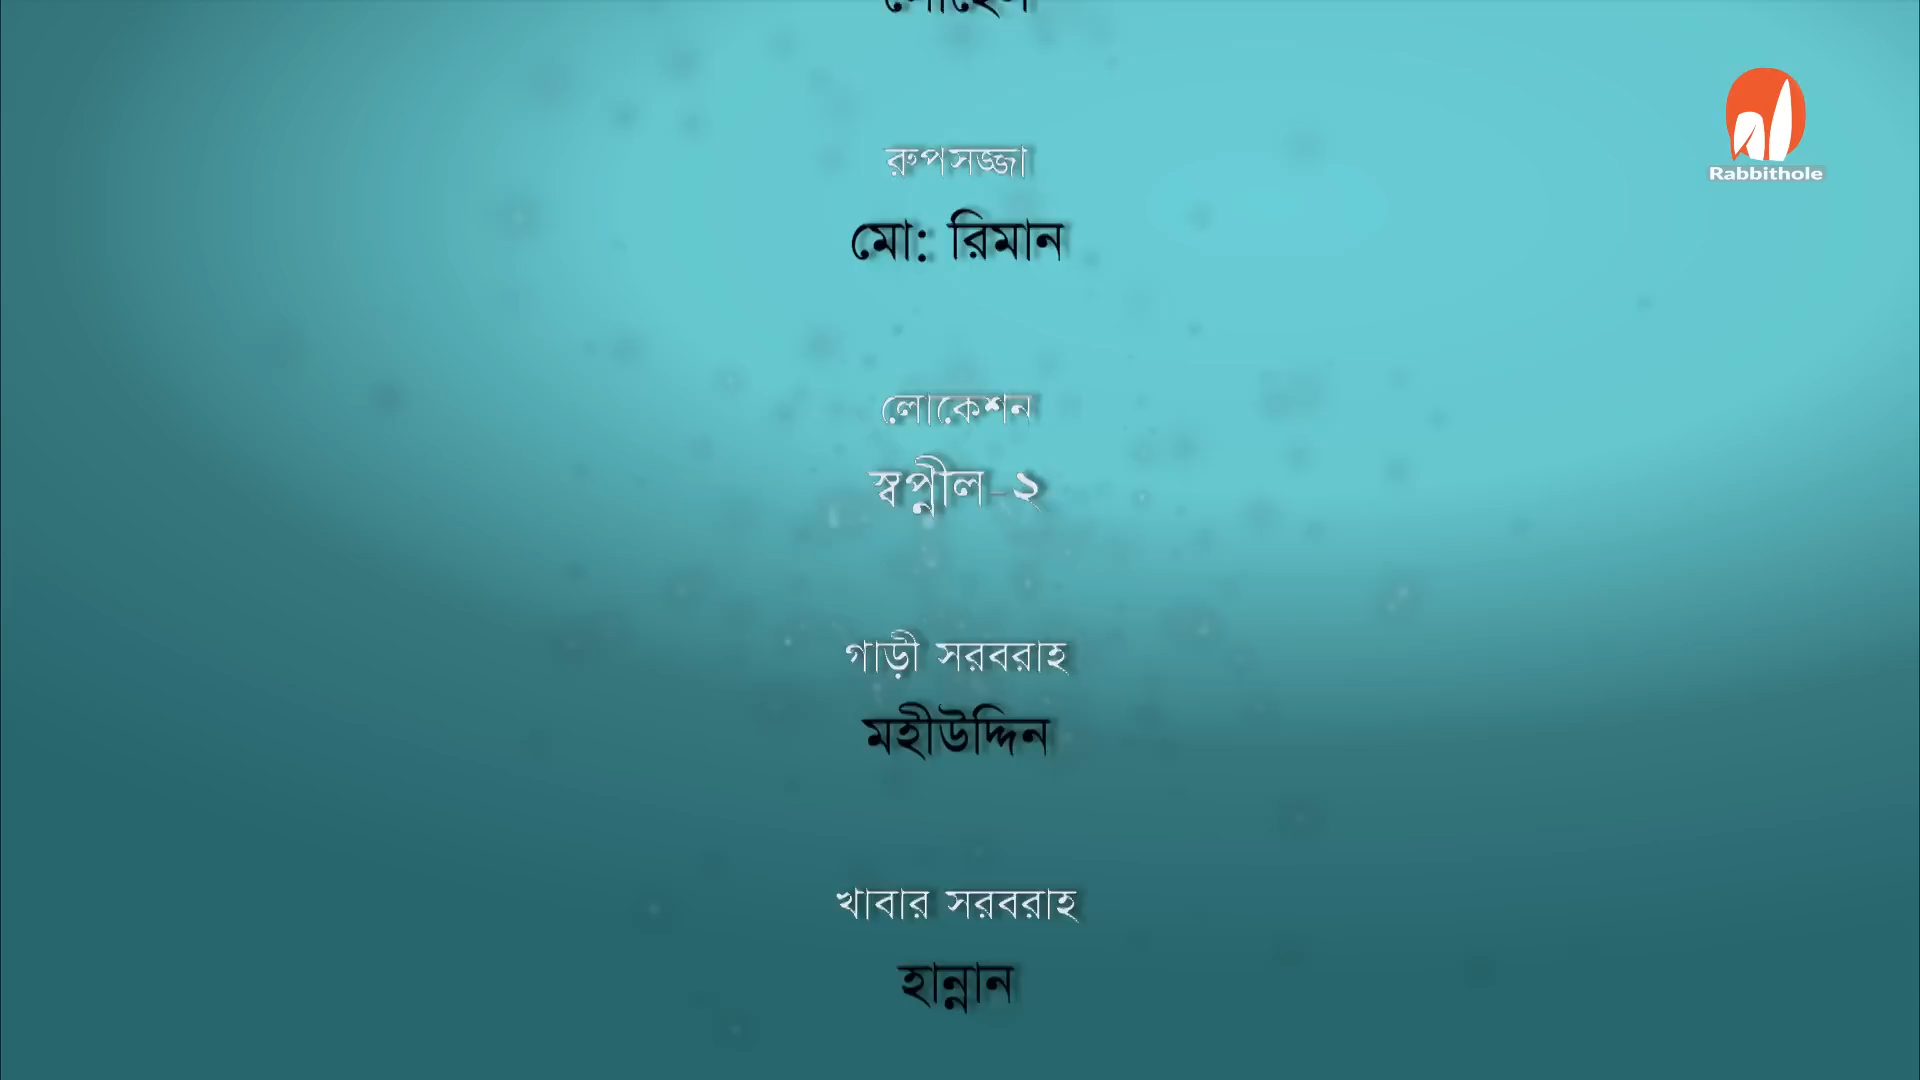 রুপসজ্জা
মো: রিমান
লোকেশন
স্বপ্নীল-২
গাড়ী সরবরাহ
মহীউদ্দিন
খাবার সরবরাহ
হান্নান
Rabbithole